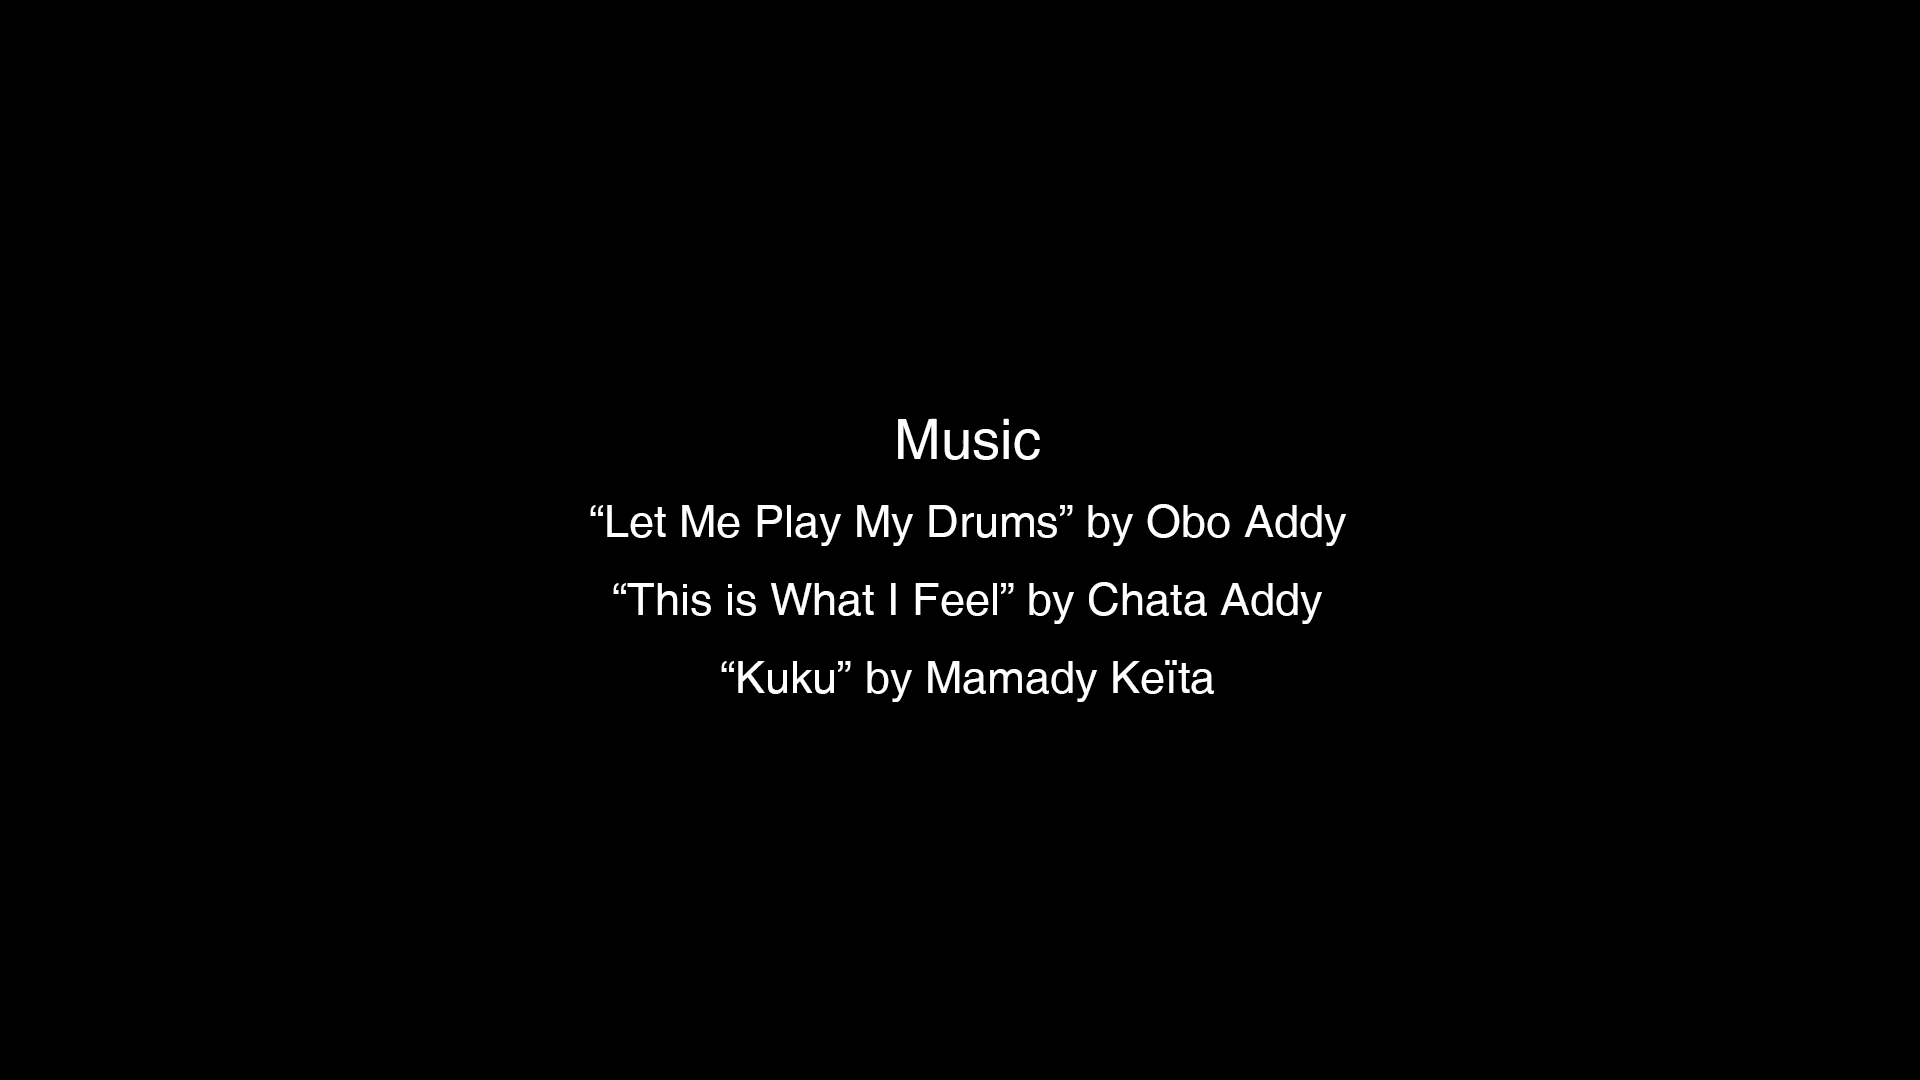 Music
“Let Me Play My Drums” by Obo Addy
“This is What I Feel” by Chata Addy
“Kuku” by Mamady Keïta